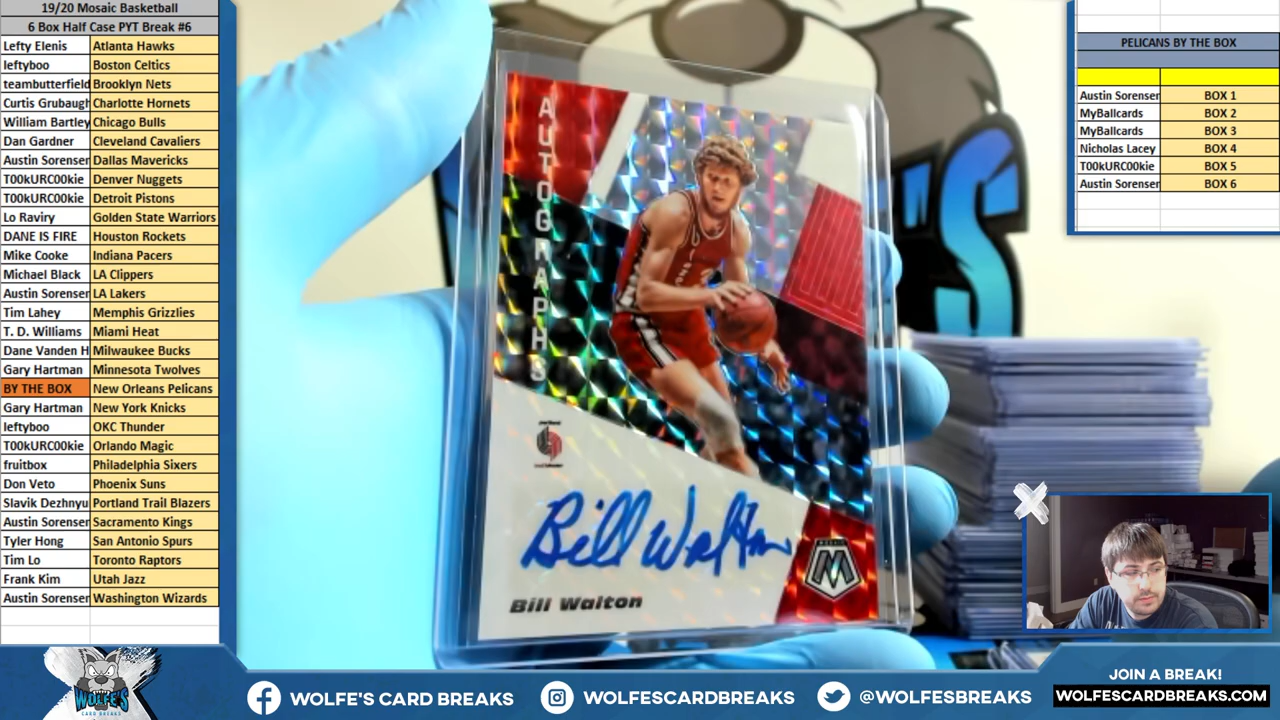 19/20 Mosaic Basketball
6 Box Half Case PYT Break #6
Lefty Elenis Atlanta Hawks
leftyboo Boston Celtics
teambutterfield Brooklyn Nets
Curtis Grubaugh Charlotte Hornets
William Bartley Chicago Bulls
Dan Gardner Cleveland Cavaliers
Austin Sorensen Dallas Mavericks
T00kURC00kie Denver Nuggets
T00kURC00kie Detroit Pistons
Lo Raviry Golden State Warriors
DANE IS FIRE Houston Rockets
Mike Cooke Indiana Pacers
Michael Black LA Clippers
Austin Sorensen LA Lakers
Tim Lahey Memphis Grizzlies
T. D. Williams Miami Heat
Dane Vanden H Milwaukee Bucks
Gary Hartman Minnesota Twolves
BY THE BOX New Orleans Pelicans
Gary Hartman New York Knicks
leftyboo OKC Thunder
T00kURC00kie Orlando Magic
fruitbox Philadelphia Sixers
Don Veto Phoenix Suns
Slavik Dezhnyu Portland Trail Blazers
Austin Sorensen Sacramento Kings
Tyler Hong San Antonio Spurs
Tim Lo Toronto Raptors
Frank Kim Utah Jazz
Austin Sorensen Washington Wizards
AUTOGRAPHS
Bill Walton
MOSAIC
Bill Walton
PELICANS BY THE BOX
Austin Sorensen BOX 1
MyBallcards BOX 2
MyBallcards BOX 3
Nicholas Lacey BOX 4
T00kURC00kie BOX 5
Austin Sorensen BOX 6
WOLFE'S
CARD BREAKS
WOLFE'S CARD BREAKS
WOLFESCARDBREAKS
@WOLFESBREAKS
JOIN A BREAK!
WOLFESCARDBREAKS.COM